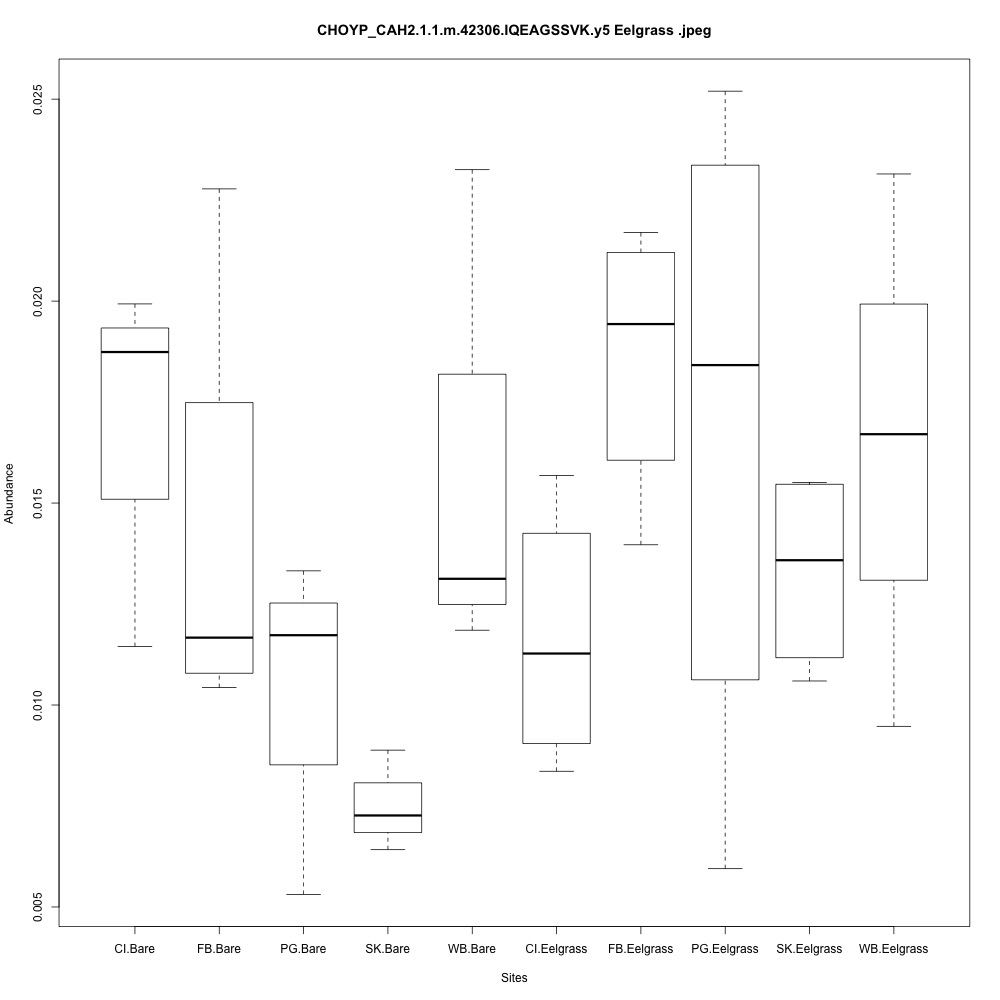 CHOYP_CAH2.1.1.m.42306.IQEAGSSVK.y5 Eelgrass .jpeg
0.025
0.020
0.015
0.010
0.005
Abundance
CI.Bare FB.Bare PG.Bare SK.Bare WB.Bare CI.Eelgrass FB.Eelgrass PG.Eelgrass SK.Eelgrass WB.Eelgrass
Sites